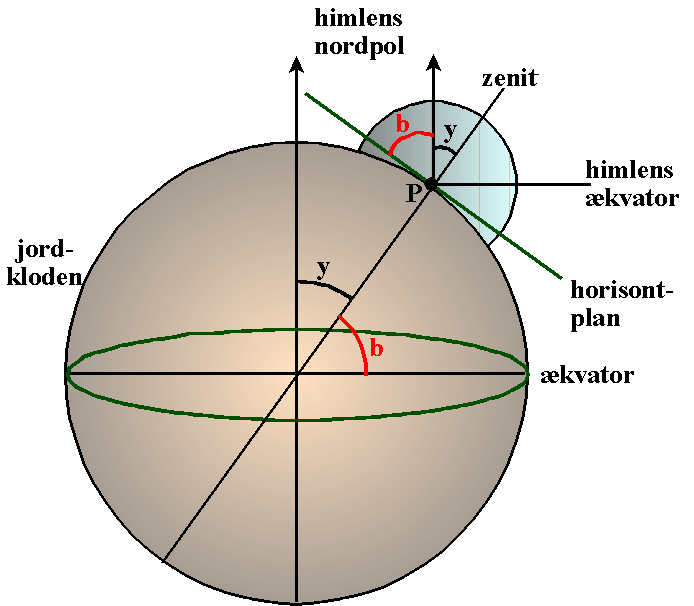 himlens
nordpol
zenit
b
y
himlens
ækvator
P
jord-
kloden
y
horisont-
plan
b
ækvator